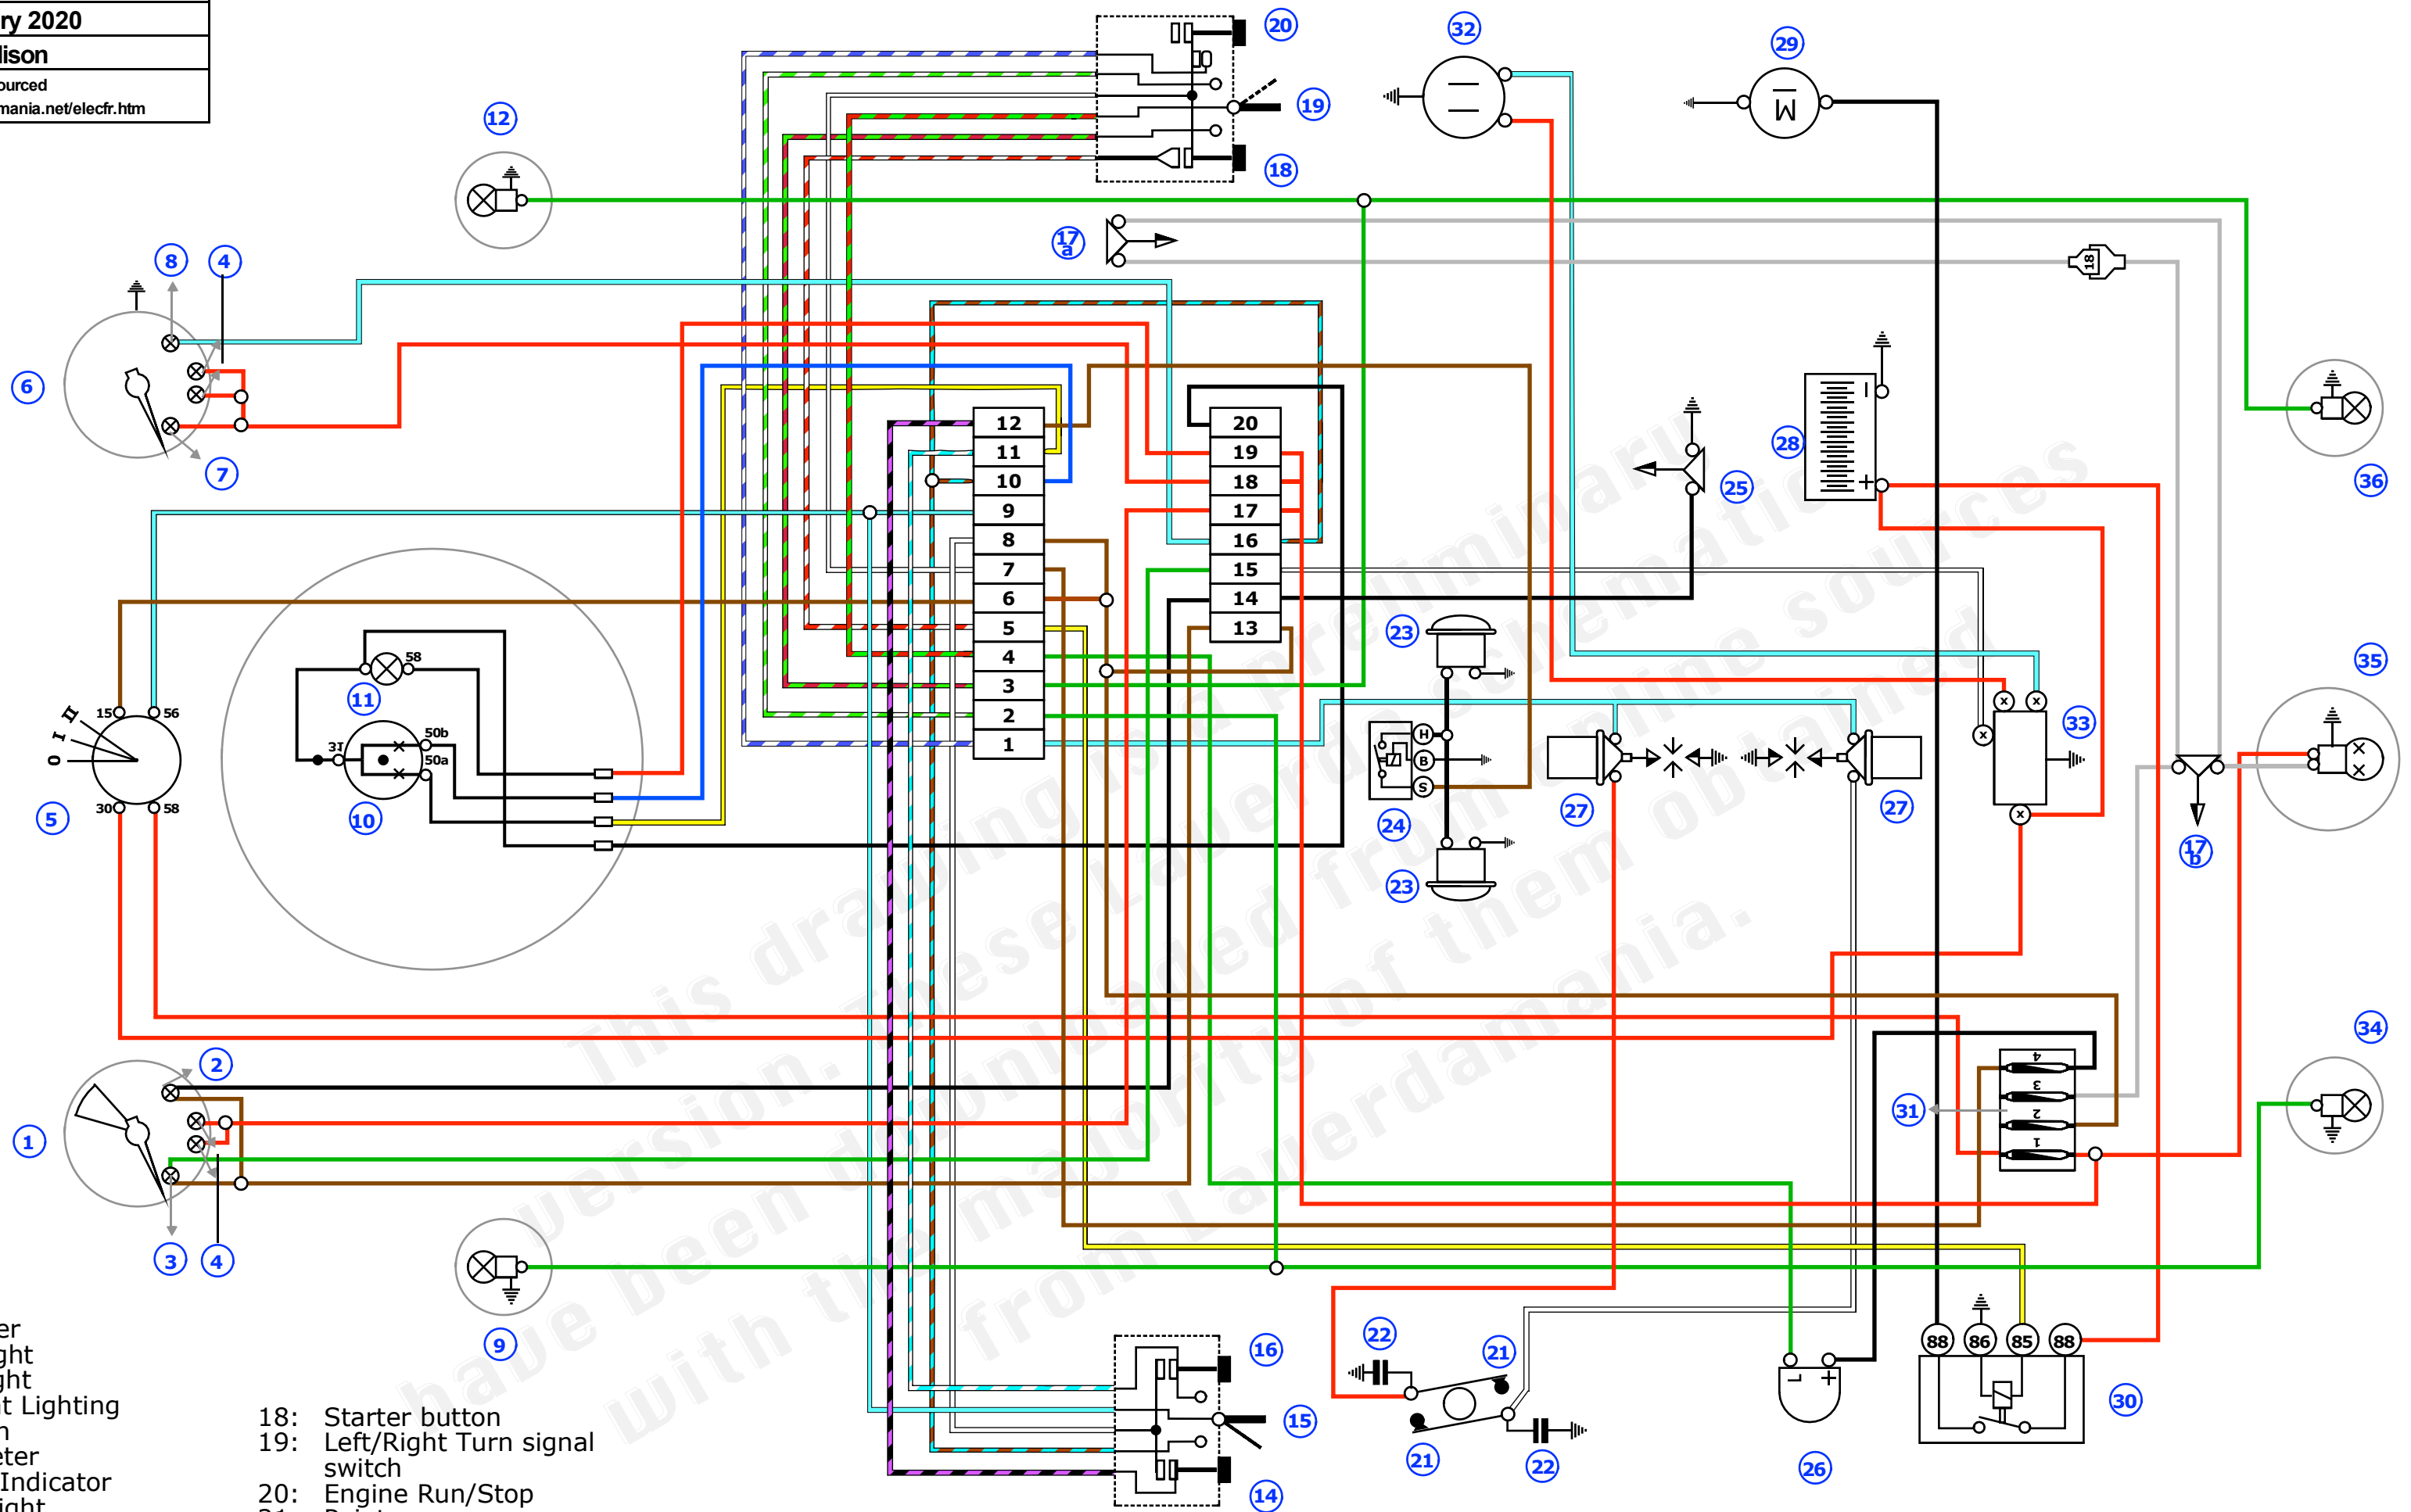 ry 2020
lison
ourced
mania.net/elecfr.htm
20
32
29
19
12
18
17
a
8
4
18
6
7
28
25
36
12
11
10
9
8
7
6
5
4
3
2
1
20
19
18
17
16
15
14
13
23
H
B
S
24
23
27
27
x
x
x
x
33
35
17
b
II
I
O
15
56
30
58
5
58
11
31
50b
50a
10
34
4
3
2
1
31
2
1
3
4
9
16
15
14
22
21
21
22
26
88
86
85
88
30
This drawing is a preliminary
version. These Laverda schematics
have been downloaded from online sources
with the majority of them obtained
from Laverdamania.
er
ght
ght
t Lighting
n
eter
Indicator
ight
18: Starter button
19: Left/Right Turn signal
switch
20: Engine Run/Stop